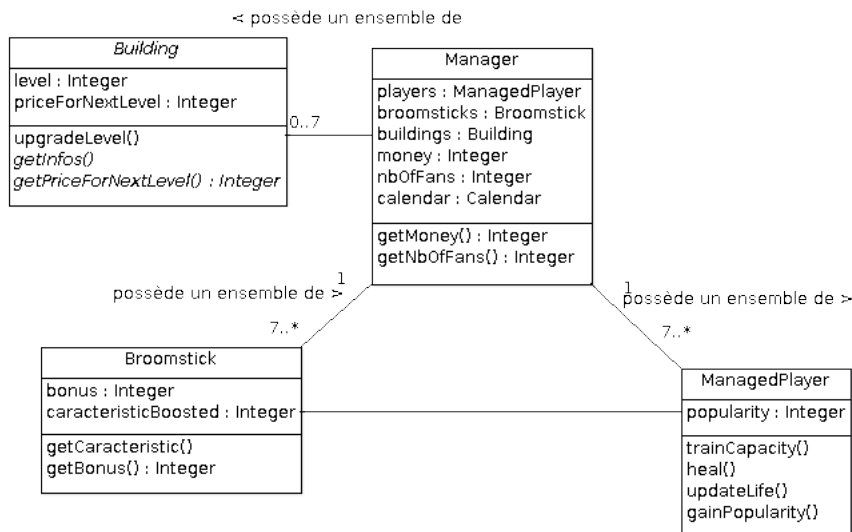 < possède un ensemble de
Building
level : Integer
priceForNextLevel : Integer
upgradeLevel()
getInfos()
getPriceForNextLevel() : Integer
0..7
Manager
players : ManagedPlayer
broomsticks : Broomstick
buildings : Building
money : Integer
nbOfFans : Integer
calendar : Calendar
getMoney() : Integer
getNbOfFans() : Integer
1
possède un ensemble de >
7..*
1
possède un ensemble de >
7..*
Broomstick
bonus : Integer
caracteristicBoosted : Integer
getCaracteristic()
getBonus() : Integer
ManagedPlayer
popularity : Integer
trainCapacity()
heal()
updateLife()
gainPopularity()